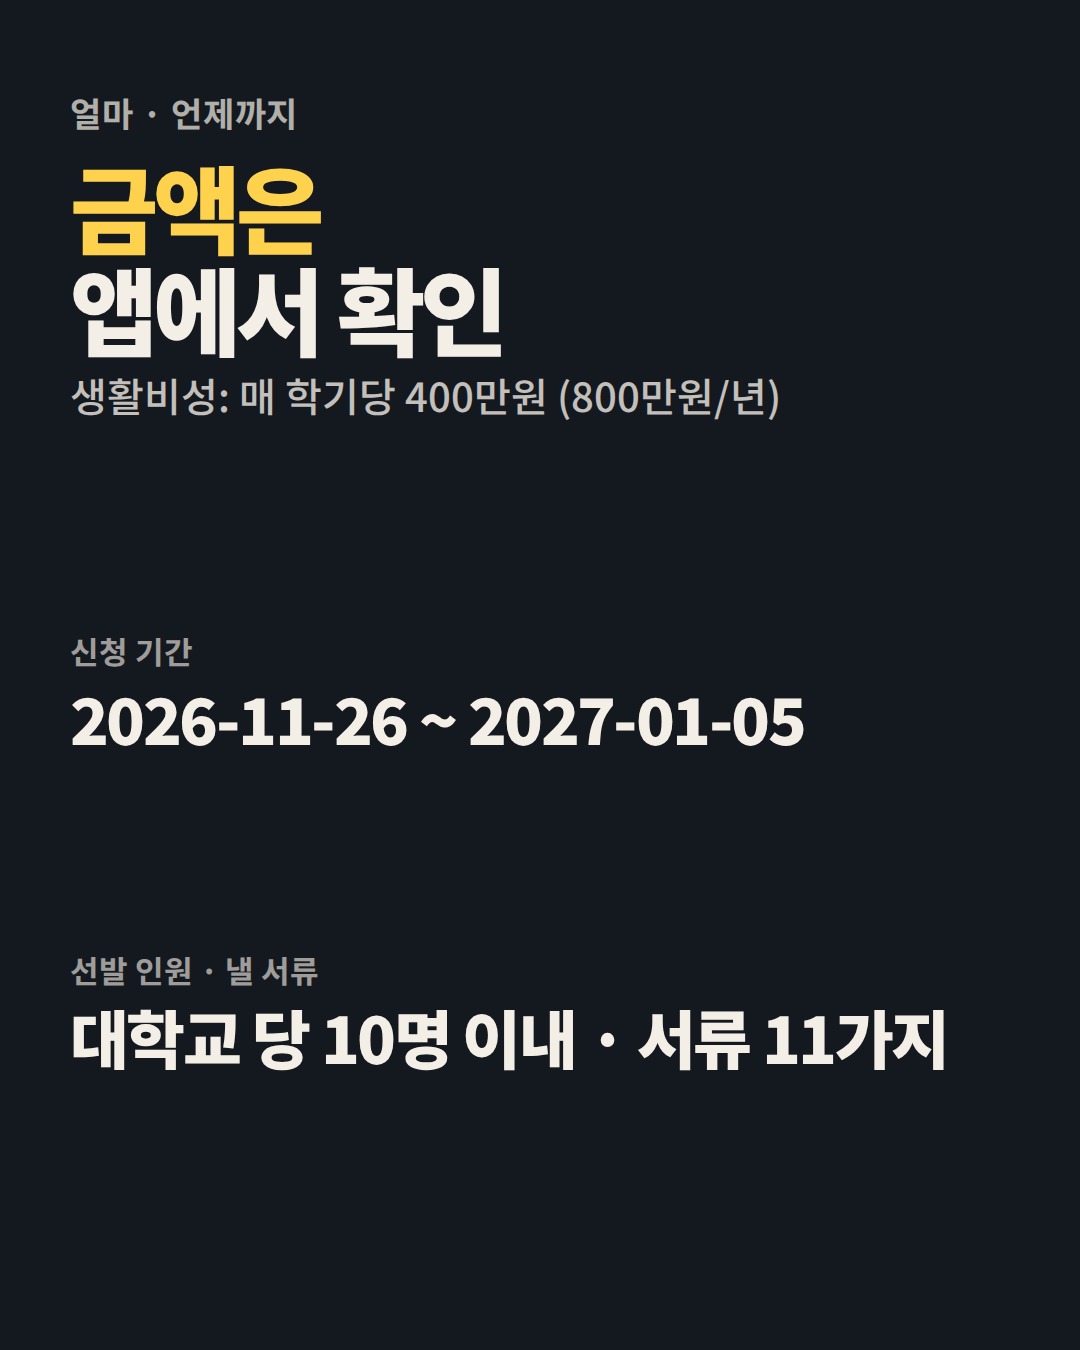 얼마 · 언제까지
금액은
앱에서 확인
생활비성: 매 학기당 400만원 (800만원/년)
신청 기간
2026-11-26 ~ 2027-01-05
선발 인원 · 낼 서류
대학교 당 10명 이내 · 서류 11가지